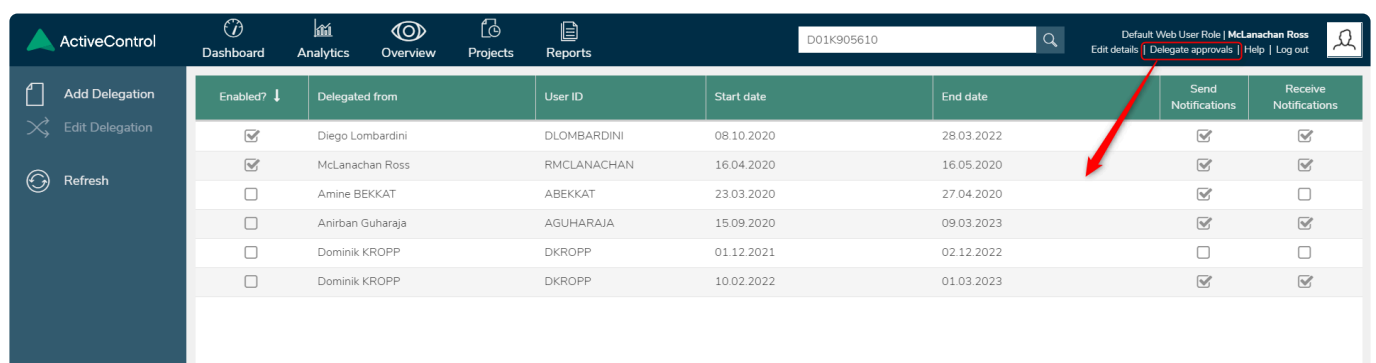 ActiveControl
Dashboard
Analytics
Overview
Projects
Reports
D01K905610
Default Web User Role | McLanachan Ross
Edit details | Delegate approvals | Help | Log out
Add Delegation
Edit Delegation
Refresh
Enabled? ↓ Delegated from User ID Start date End date Send Notifications Receive Notifications
Diego Lombardini DLOMBARDINI 08.10.2020 28.03.2022
McLanachan Ross RMCLANACHAN 16.04.2020 16.05.2020
Amine BEKKAT ABEKKAT 23.03.2020 27.04.2020
Anirban Guharaja AGUHARAJA 15.09.2020 09.03.2023
Dominik KROPP DKROPP 01.12.2021 02.12.2022
Dominik KROPP DKROPP 10.02.2022 01.03.2023